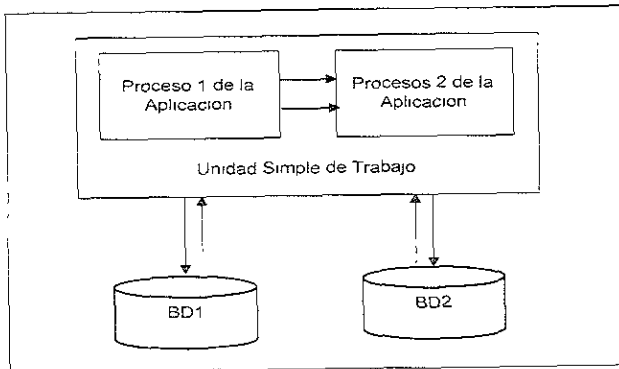 Proceso 1 de la
Aplicacion
Procesos 2 de la
Aplicacion
Unidad Simple de Trabajo
BD1
BD2